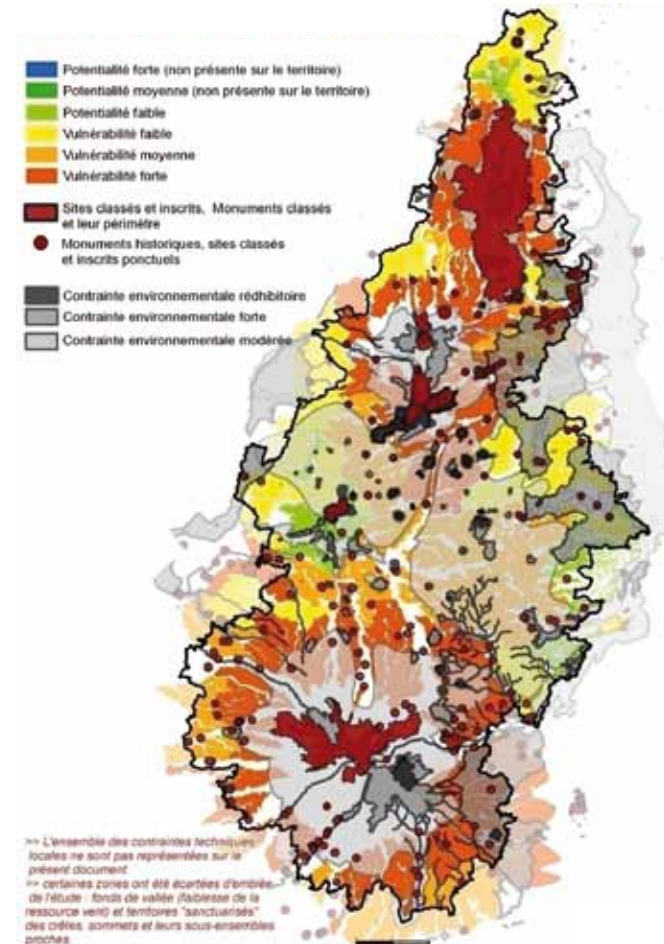 Potentialité forte (non présente sur le territoire)
Potentialité moyenne (non présente sur le territoire)
Potentialité faible
Vulnérabilité faible
Vulnérabilité moyenne
Vulnérabilité forte
Sites classés et inscrits, Monuments classés
et leur périmètre
Monuments historiques, sites classés
et inscrits ponctuels
Contrainte environnementale rédhibitoire
Contrainte environnementale forte
Contrainte environnementale modérée
>> L'ensemble des contraintes techniques
locales ne sont pas représentées sur le
présent document
>> certaines zones ont été écartées d'emblée
de l'étude : fonds de vallée (faiblesse de la
ressource vent) et territoires "sanctuarisés"
des crêtes, sommets et leurs sous-ensembles
proches.